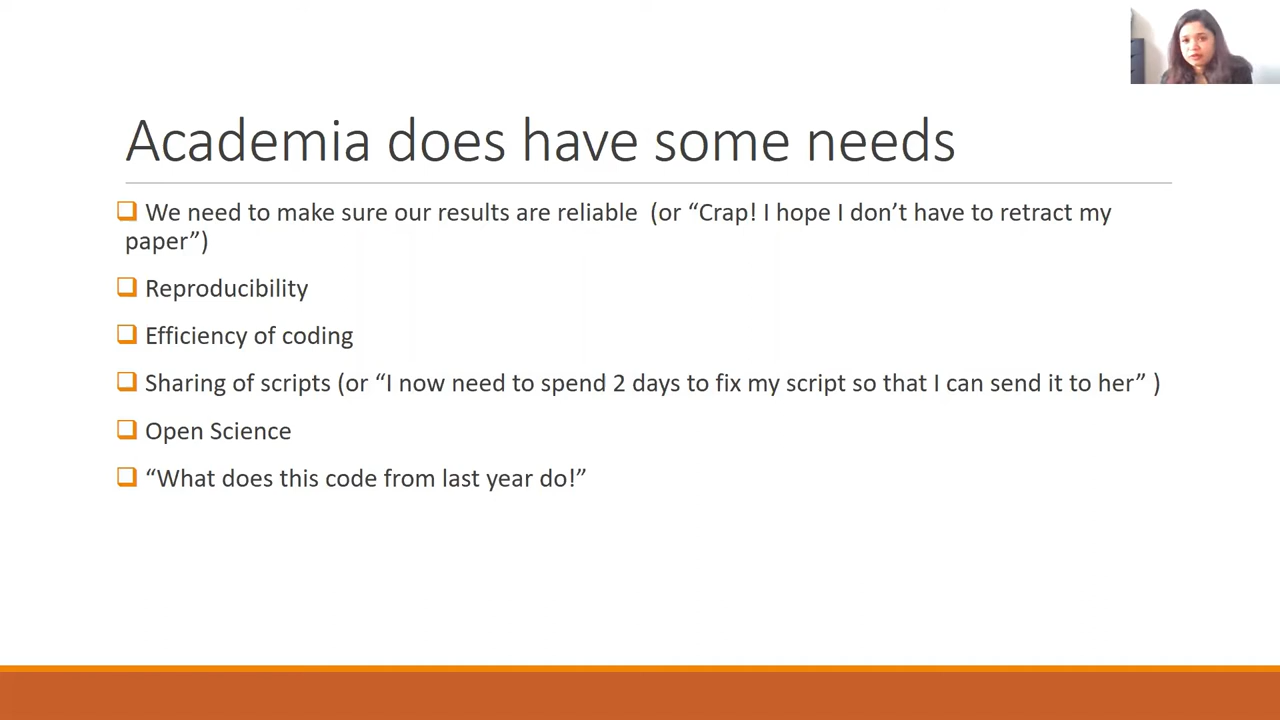 Academia does have some needs
We need to make sure our results are reliable  (or “Crap! I hope I don’t have to retract my
paper”)
Reproducibility
Efficiency of coding
Sharing of scripts (or “I now need to spend 2 days to fix my script so that I can send it to her” )
Open Science
“What does this code from last year do!”